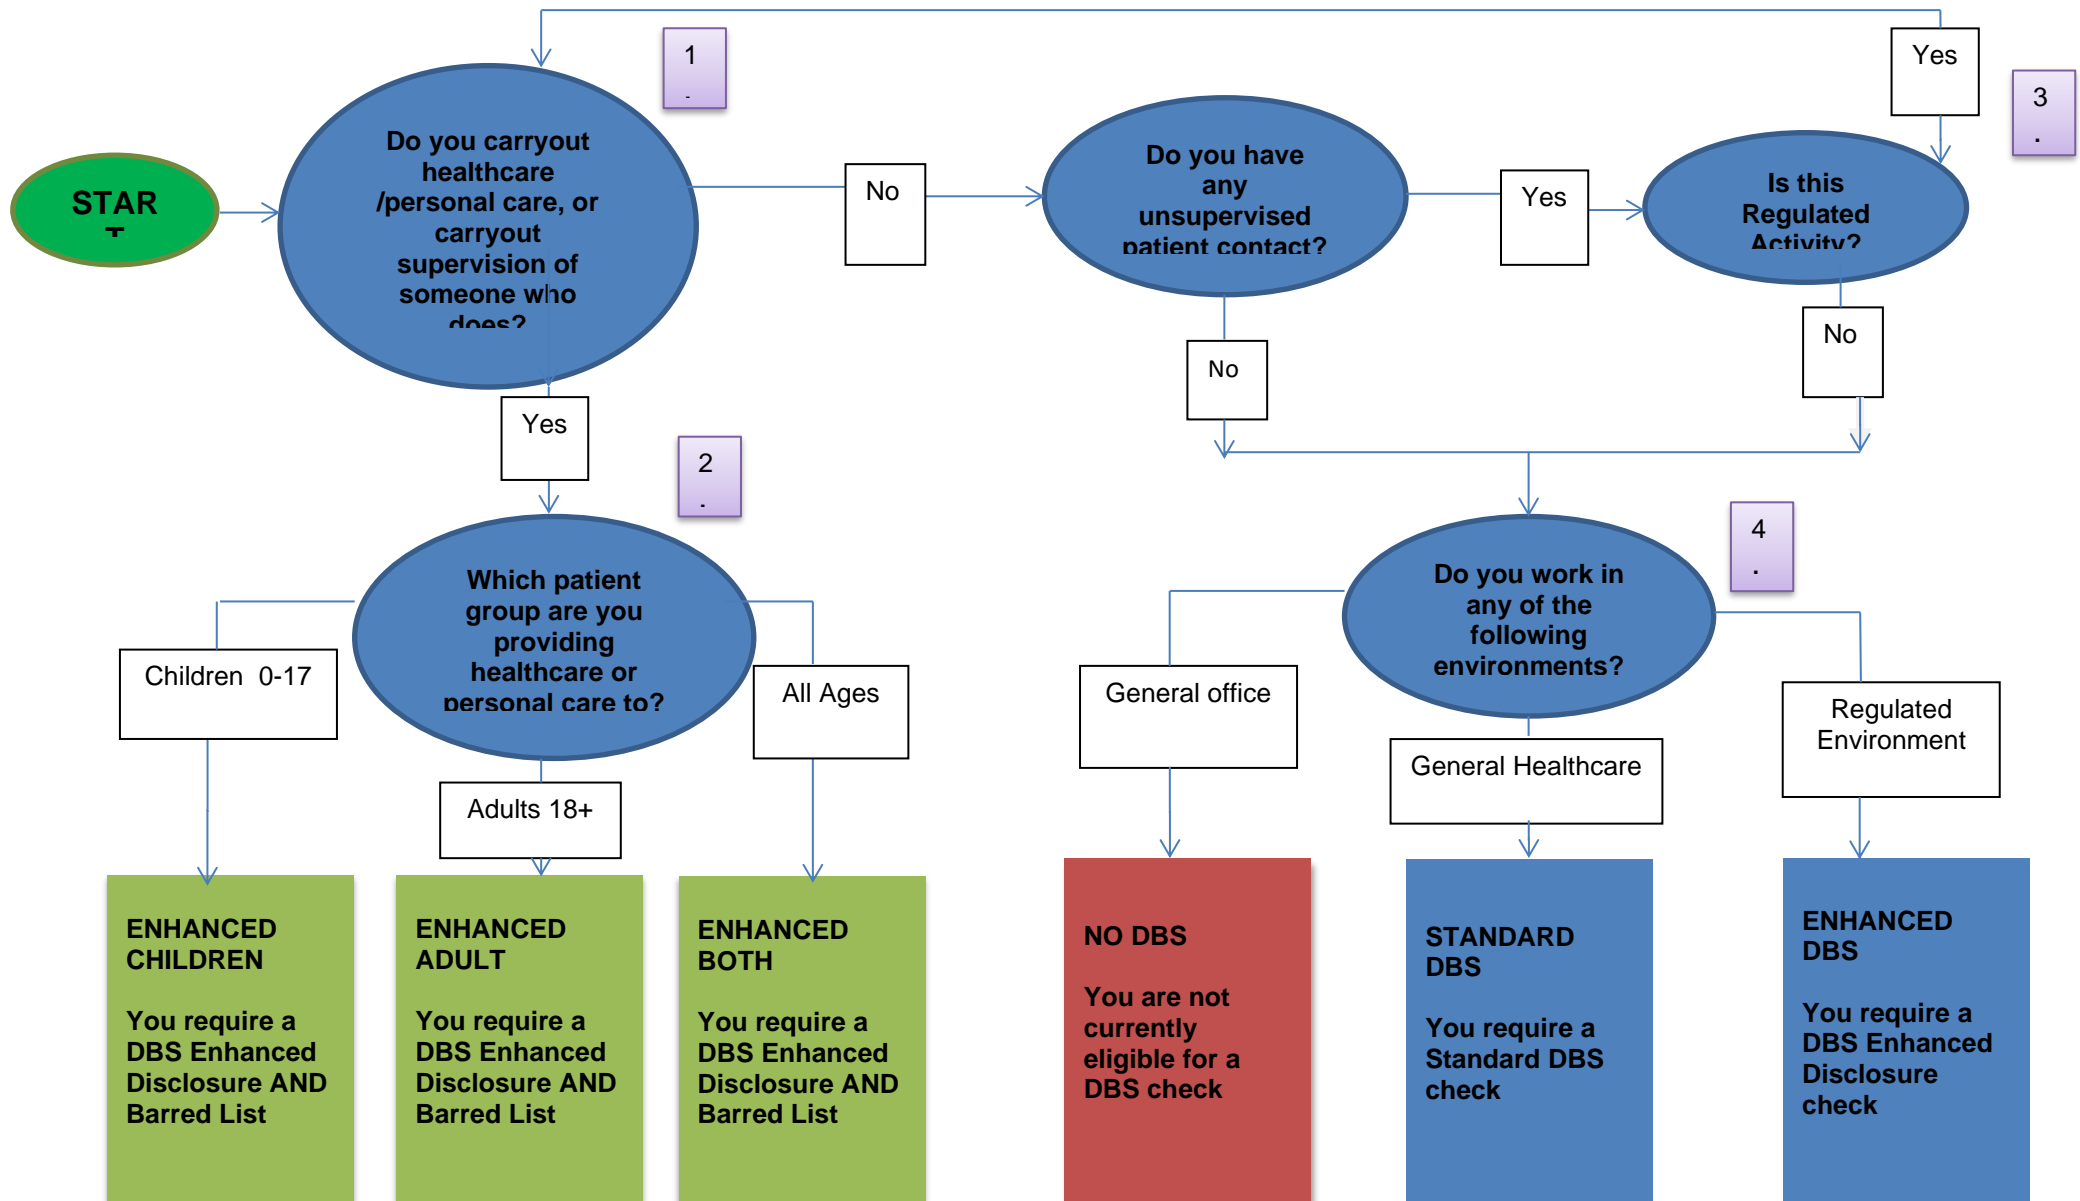 1
.
Yes
3
.
STAR
T
Do you carryout
healthcare
/personal care, or
carryout
supervision of
someone who
does?
No
Do you have
any
unsupervised
patient contact?
Yes
Is this
Regulated
Activity?
No
No
Yes
2
.
4
.
Which patient
group are you
providing
healthcare or
personal care to?
Do you work in
any of the
following
environments?
Children 0-17
All Ages
Adults 18+
General office
General Healthcare
Regulated
Environment
ENHANCED
CHILDREN
You require a
DBS Enhanced
Disclosure AND
Barred List
ENHANCED
ADULT
You require a
DBS Enhanced
Disclosure AND
Barred List
ENHANCED
BOTH
You require a
DBS Enhanced
Disclosure AND
Barred List
NO DBS
You are not
currently
eligible for a
DBS check
STANDARD
DBS
You require a
Standard DBS
check
ENHANCED
DBS
You require a
DBS Enhanced
Disclosure
check